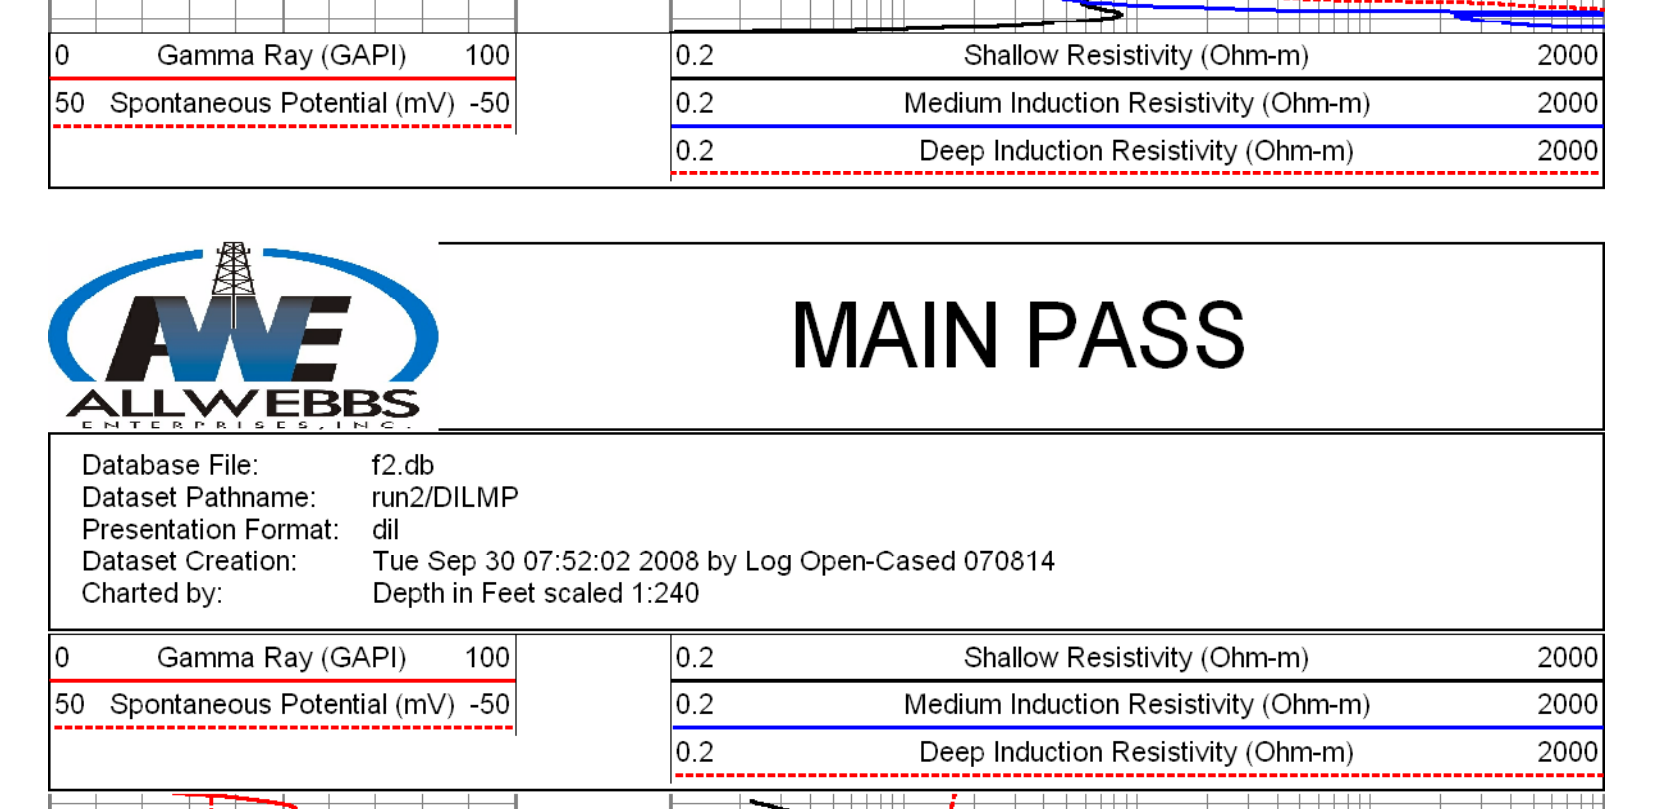 0 Gamma Ray (GAPI) 100 0.2 Shallow Resistivity (Ohm-m) 2000
50 Spontaneous Potential (mV) -50 0.2 Medium Induction Resistivity (Ohm-m) 2000
0.2 Deep Induction Resistivity (Ohm-m) 2000
AWE
ALLWEBBS
ENTERPRISES, INC.
MAIN PASS
Database File: f2.db
Dataset Pathname: run2/DILMP
Presentation Format: dil
Dataset Creation: Tue Sep 30 07:52:02 2008 by Log Open-Cased 070814
Charted by: Depth in Feet scaled 1:240
0 Gamma Ray (GAPI) 100 0.2 Shallow Resistivity (Ohm-m) 2000
50 Spontaneous Potential (mV) -50 0.2 Medium Induction Resistivity (Ohm-m) 2000
0.2 Deep Induction Resistivity (Ohm-m) 2000